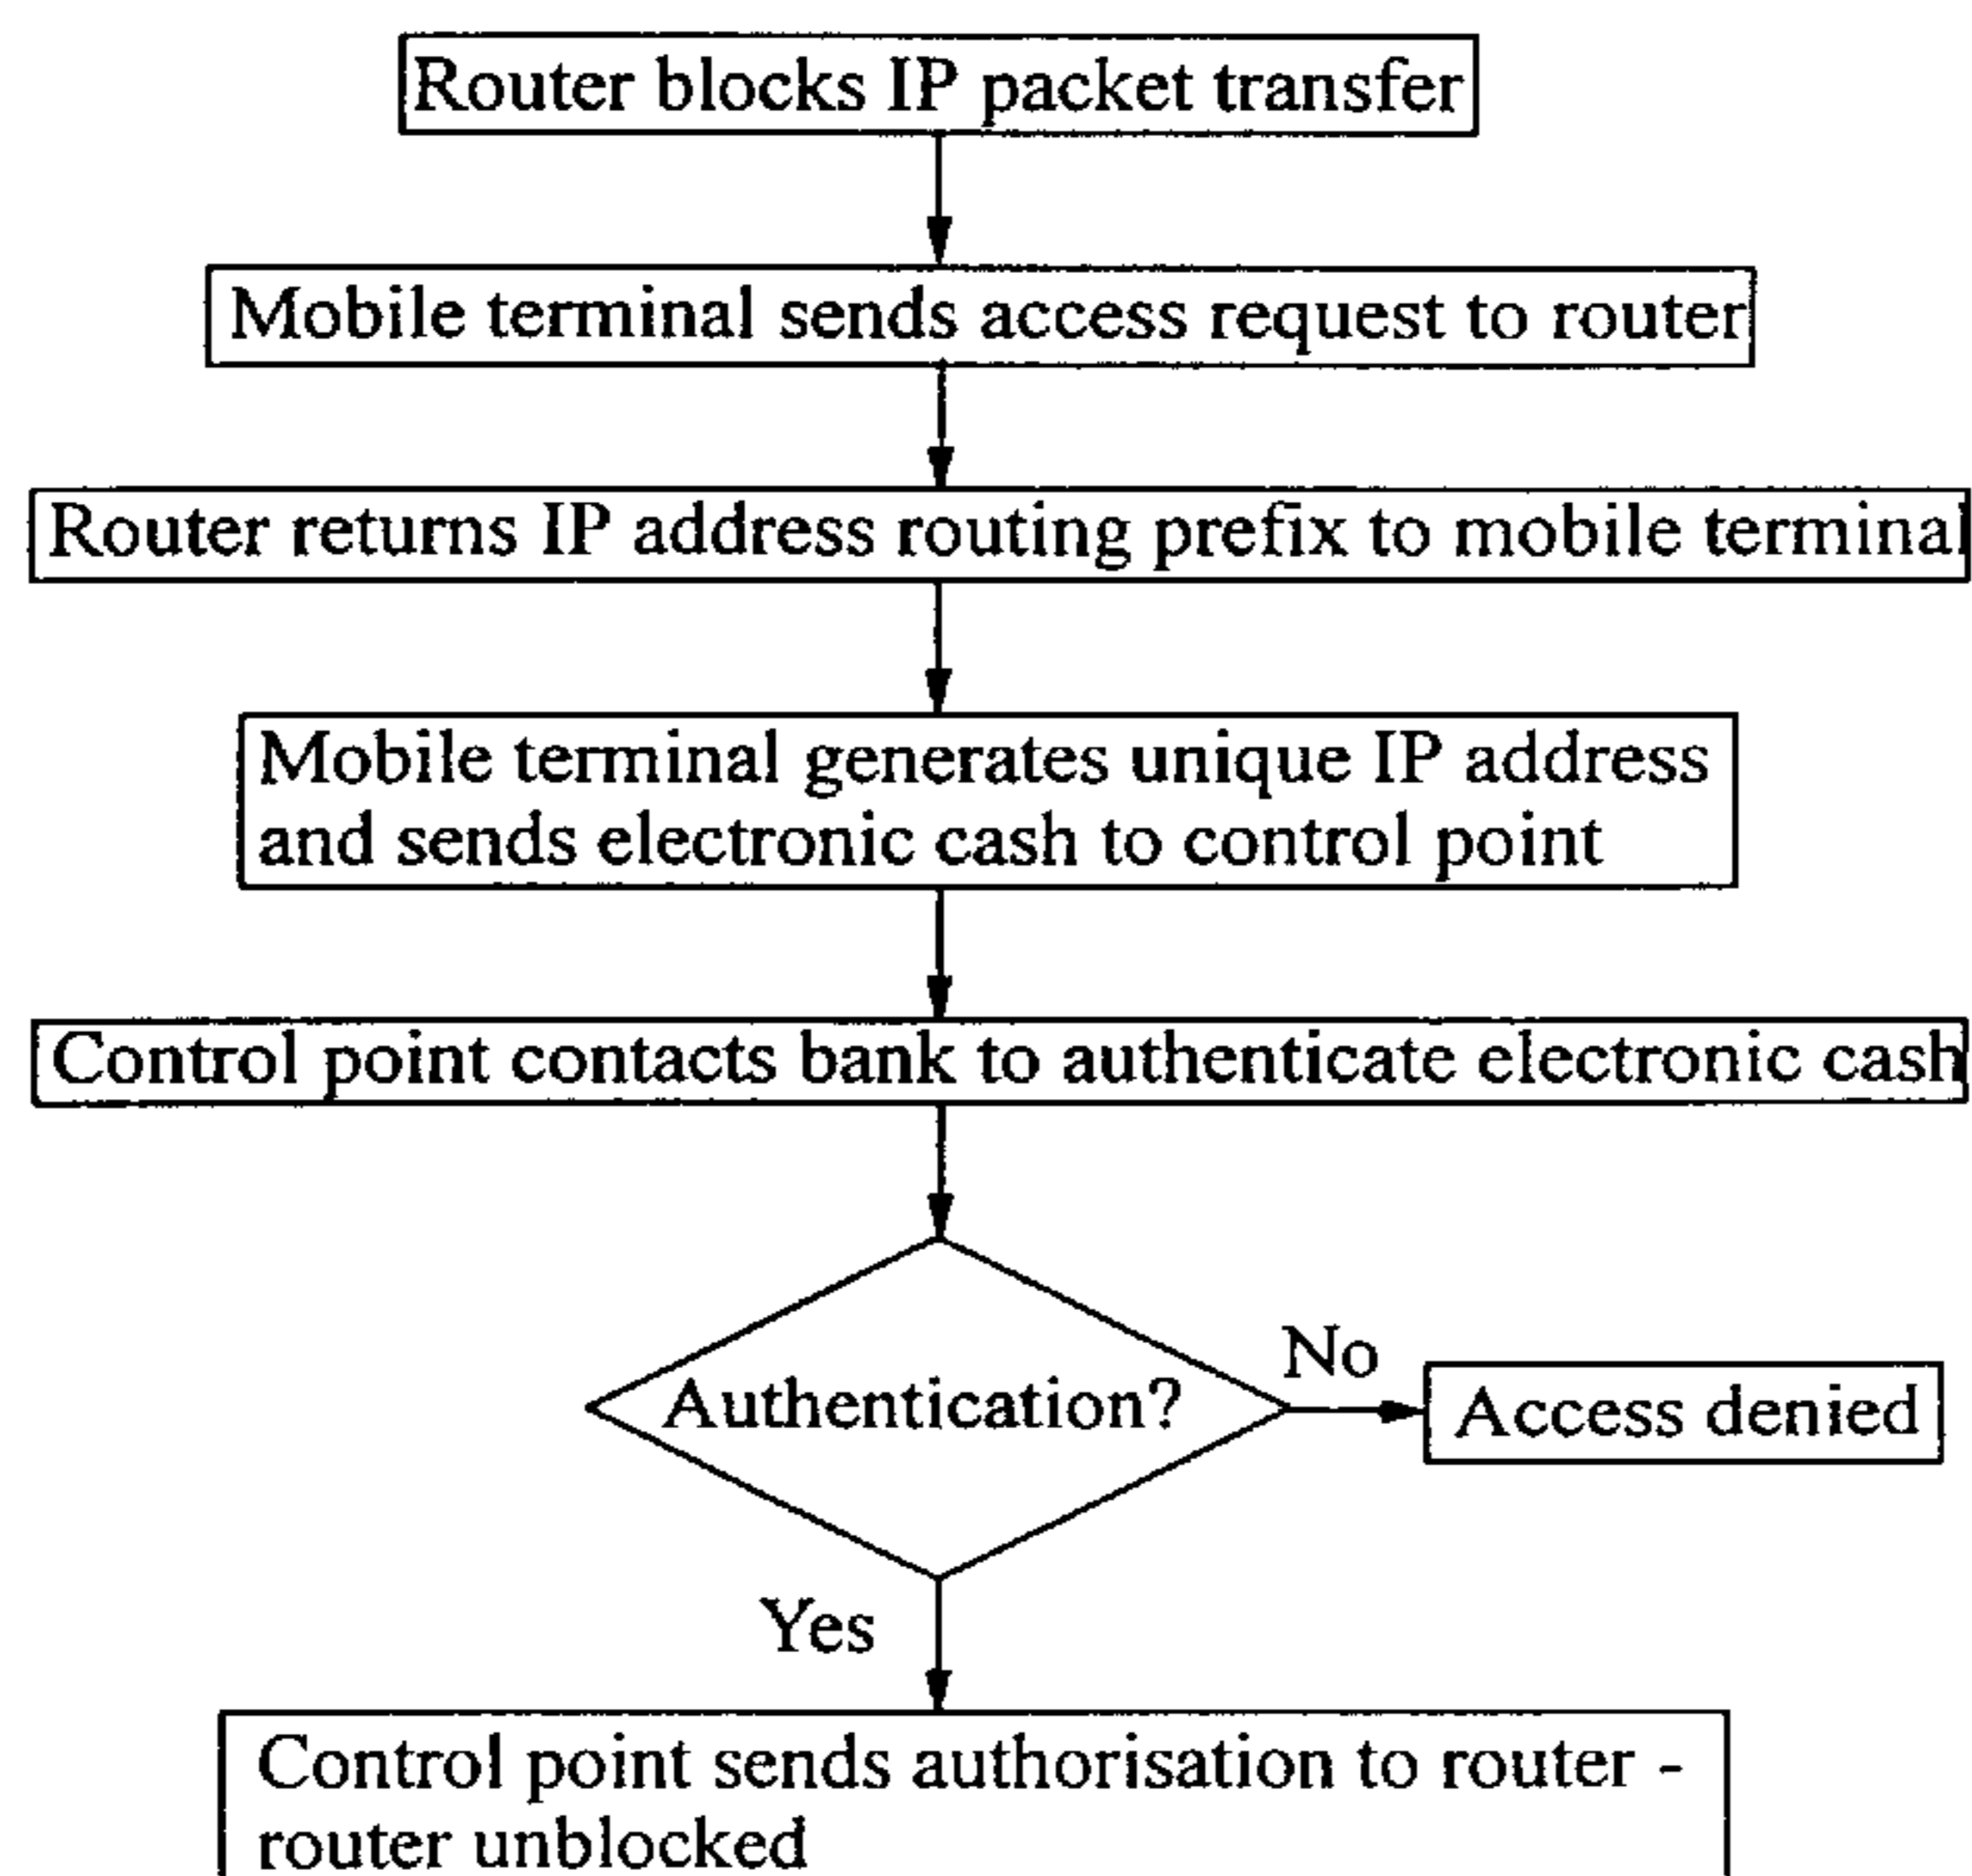 Router blocks IP packet transfer
Mobile terminal sends access request to router
Router returns IP address routing prefix to mobile terminal
Mobile terminal generates unique IP address
and sends electronic cash to control point
Control point contacts bank to authenticate electronic cash
Authentication?
No
Access denied
Yes
Control point sends authorisation to router -
router unblocked